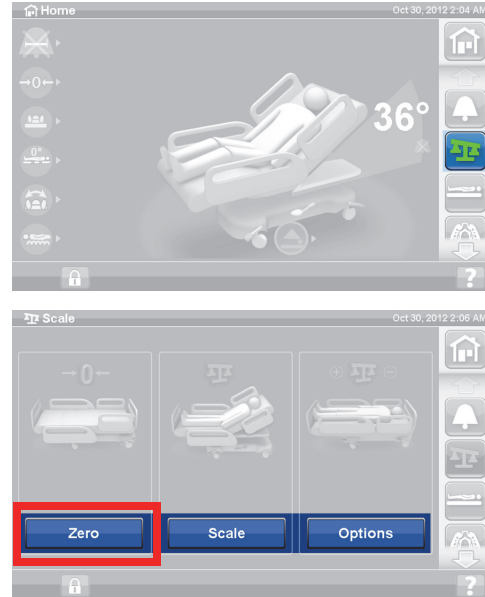 Home
Oct 30, 2012 2:04 AM
→0←
36°
0°
?
Scale
Oct 30, 2012 2:06 AM
→0←
Zero
Scale
Options
?